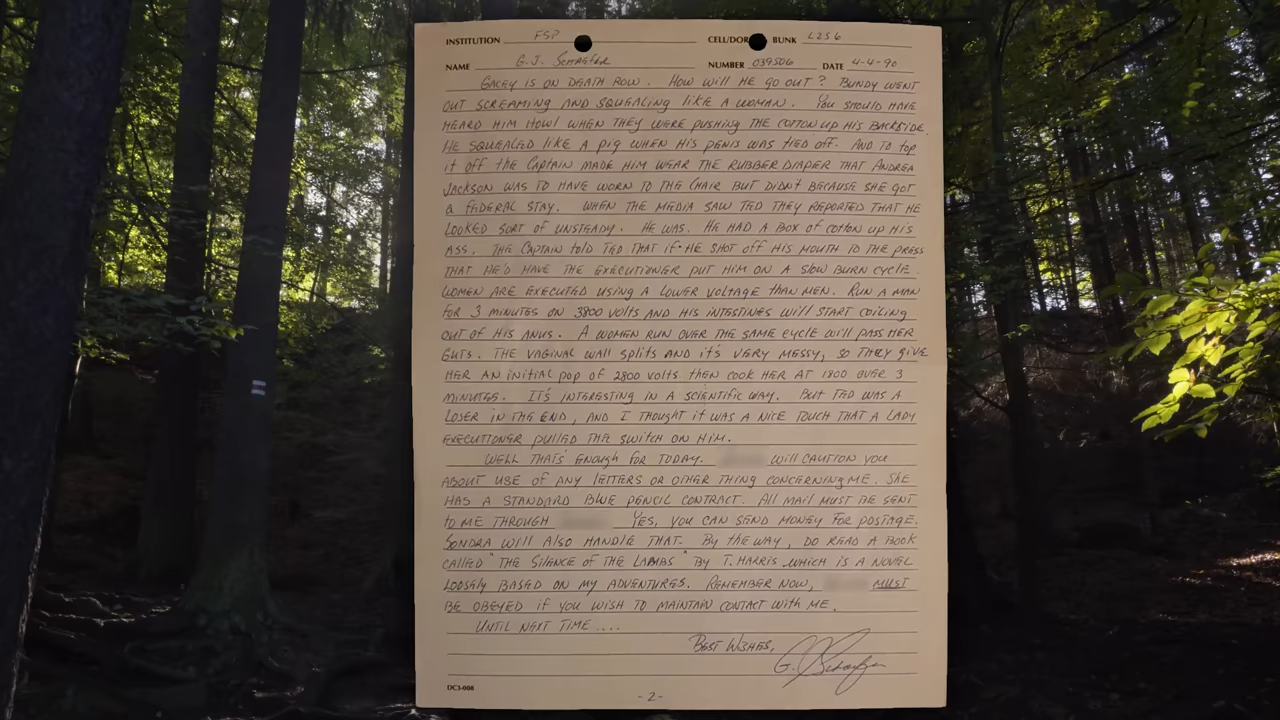 INSTITUTION FSP CELL/DOR BUNK L2S6
NAME G.J. SCHAEFER NUMBER 039506 DATE 4-4-90
GACEY IS ON DEATH ROW. HOW WILL HE GO OUT? BUNDY WENT
OUT SCREAMING AND SQUEALING LIKE A WOMAN. YOU SHOULD HAVE
HEARD HIM HOWL WHEN THEY WERE PUSHING THE COTTON UP HIS BACKSIDE.
HE SQUEALED LIKE A PIG WHEN HIS PENIS WAS TIED OFF. AND TO TOP
IT OFF THE CAPTAIN MADE HIM WEAR THE RUBBER DIAPER THAT ANDREA
JACKSON WAS TO HAVE WORN TO THE CHAIR BUT DIDN'T BECAUSE SHE GOT
A FEDERAL STAY. WHEN THE MEDIA SAW TED THEY REPORTED THAT HE
LOOKED SORT OF UNSTEADY. HE WAS. HE HAD A BOX OF COTTON UP HIS
ASS. THE CAPTAIN TOLD TED THAT IF HE SHOT OFF HIS MOUTH TO THE PRESS
THAT HE'D HAVE THE EXECUTIONER PUT HIM ON A SLOW BURN CYCLE.
WOMEN ARE EXECUTED USING A LOWER VOLTAGE THAN MEN. RUN A MAN
FOR 3 MINUTES ON 3800 VOLTS AND HIS INTESTINES WILL START COILING
OUT OF HIS ANUS. A WOMEN RUN OVER THE SAME CYCLE WILL PASS HER
GUTS. THE VAGINAL WALL SPLITS AND IT'S VERY MESSY, SO THEY GIVE
HER AN INITIAL POP OF 2800 VOLTS THEN COOK HER AT 1800 OVER 3
MINUTES. IT'S INTERESTING IN A SCIENTIFIC WAY. BUT TED WAS A
LOSER IN THE END, AND I THOUGHT IT WAS A NICE TOUCH THAT A LADY
EXECUTIONER PULLED THE SWITCH ON HIM.
WELL THAT'S ENOUGH FOR TODAY. WILL CAUTION YOU
ABOUT USE OF ANY LETTERS OR OTHER THING CONCERNING ME. SHE
HAS A STANDARD BLUE PENCIL CONTRACT. ALL MAIL MUST BE SENT
TO ME THROUGH YES, YOU CAN SEND MONEY FOR POSTAGE.
SONDRA WILL ALSO HANDLE THAT. BY THE WAY, DO READ A BOOK
CALLED "THE SILENCE OF THE LAMBS" BY T. HARRIS WHICH IS A NOVEL
LOOSELY BASED ON MY ADVENTURES. REMEMBER NOW, MUST
BE OBEYED IF YOU WISH TO MAINTAIN CONTACT WITH ME.
UNTIL NEXT TIME....
BEST WISHES,
G. J. Schaefer
DC3-008
-2-